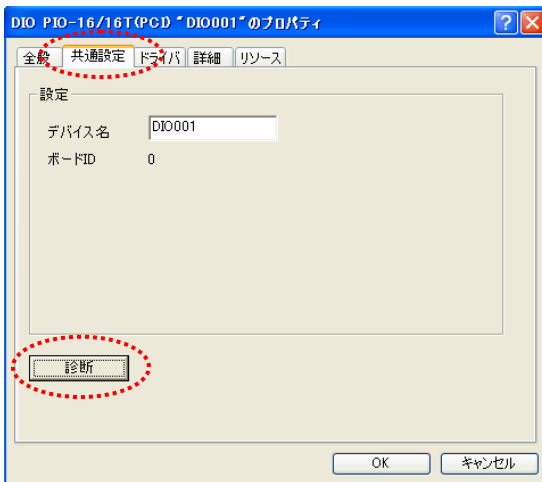 DIO PIO-16/16T(PCI) "DIO001"のプロパティ
全般 共通設定 ドライバ 詳細 リソース
設定
デバイス名 DIO001
ボードID 0
診断
OK キャンセル